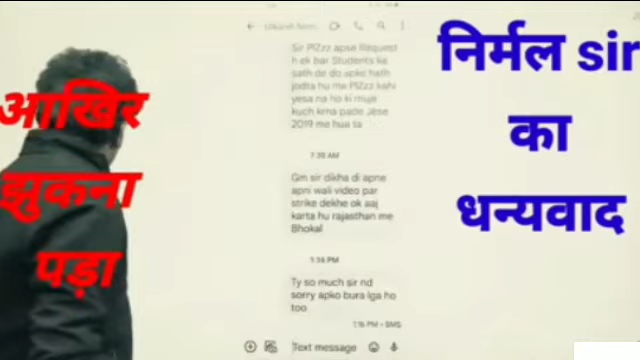 आखिर
झुकना
पड़ा
Sir PlZzz apse Request
h ek bar Students ka
sath de do apke hath
jodta hu me PlZzz kahi
yesa na ho ki muje
kuch krna pade Jese
2019 me hua ta
7:30 AM
Gm sir dikha di apne
apni wali video par
strike dekhe ok aaj
karta hu rajasthan me
Bhokal
1:16 PM
Ty so much sir nd
sorry apko bura lga ho
too
1:16 PM • SMS
Text message
निर्मल sir
का
धन्यवाद